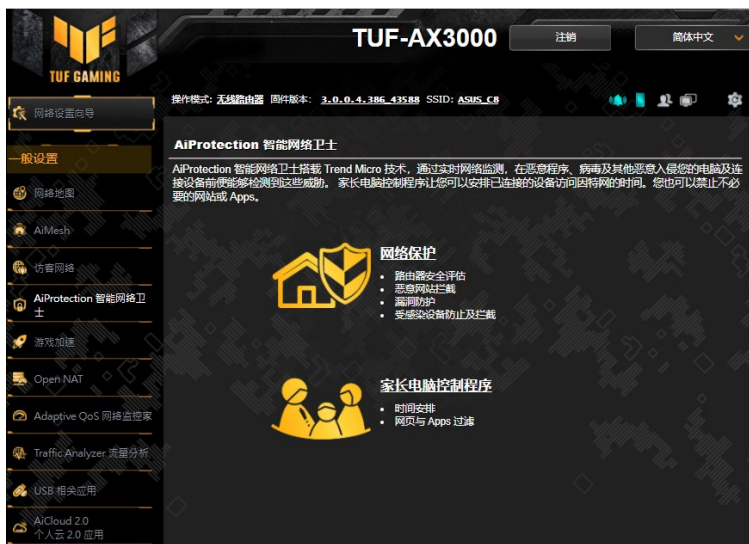 TUF GAMING
TUF-AX3000
注销
简体中文
操作模式: 无线路由器 固件版本: 3.0.0.4.386_43588 SSID: ASUS_C8
网络设置向导
一般设置
网络地图
AiMesh
访客网络
AiProtection 智能网络卫
士
游戏加速
Open NAT
Adaptive QoS 网络监控家
Traffic Analyzer 流量分析
USB 相关应用
AiCloud 2.0
个人云 2.0 应用
AiProtection 智能网络卫士
AiProtection 智能网络卫士搭载 Trend Micro 技术，通过实时网络监测，在恶意程序、病毒及其他恶意入侵您的电脑及连
接设备前便能够检测到这些威胁。 家长电脑控制程序让您可以安排已连接的设备访问因特网的时间。您也可以禁止不必
要的网站或 Apps。
网络保护
• 路由器安全评估
• 恶意网站拦截
• 漏洞防护
• 受感染设备防止及拦截
家长电脑控制程序
• 时间安排
• 网页与 Apps 过滤